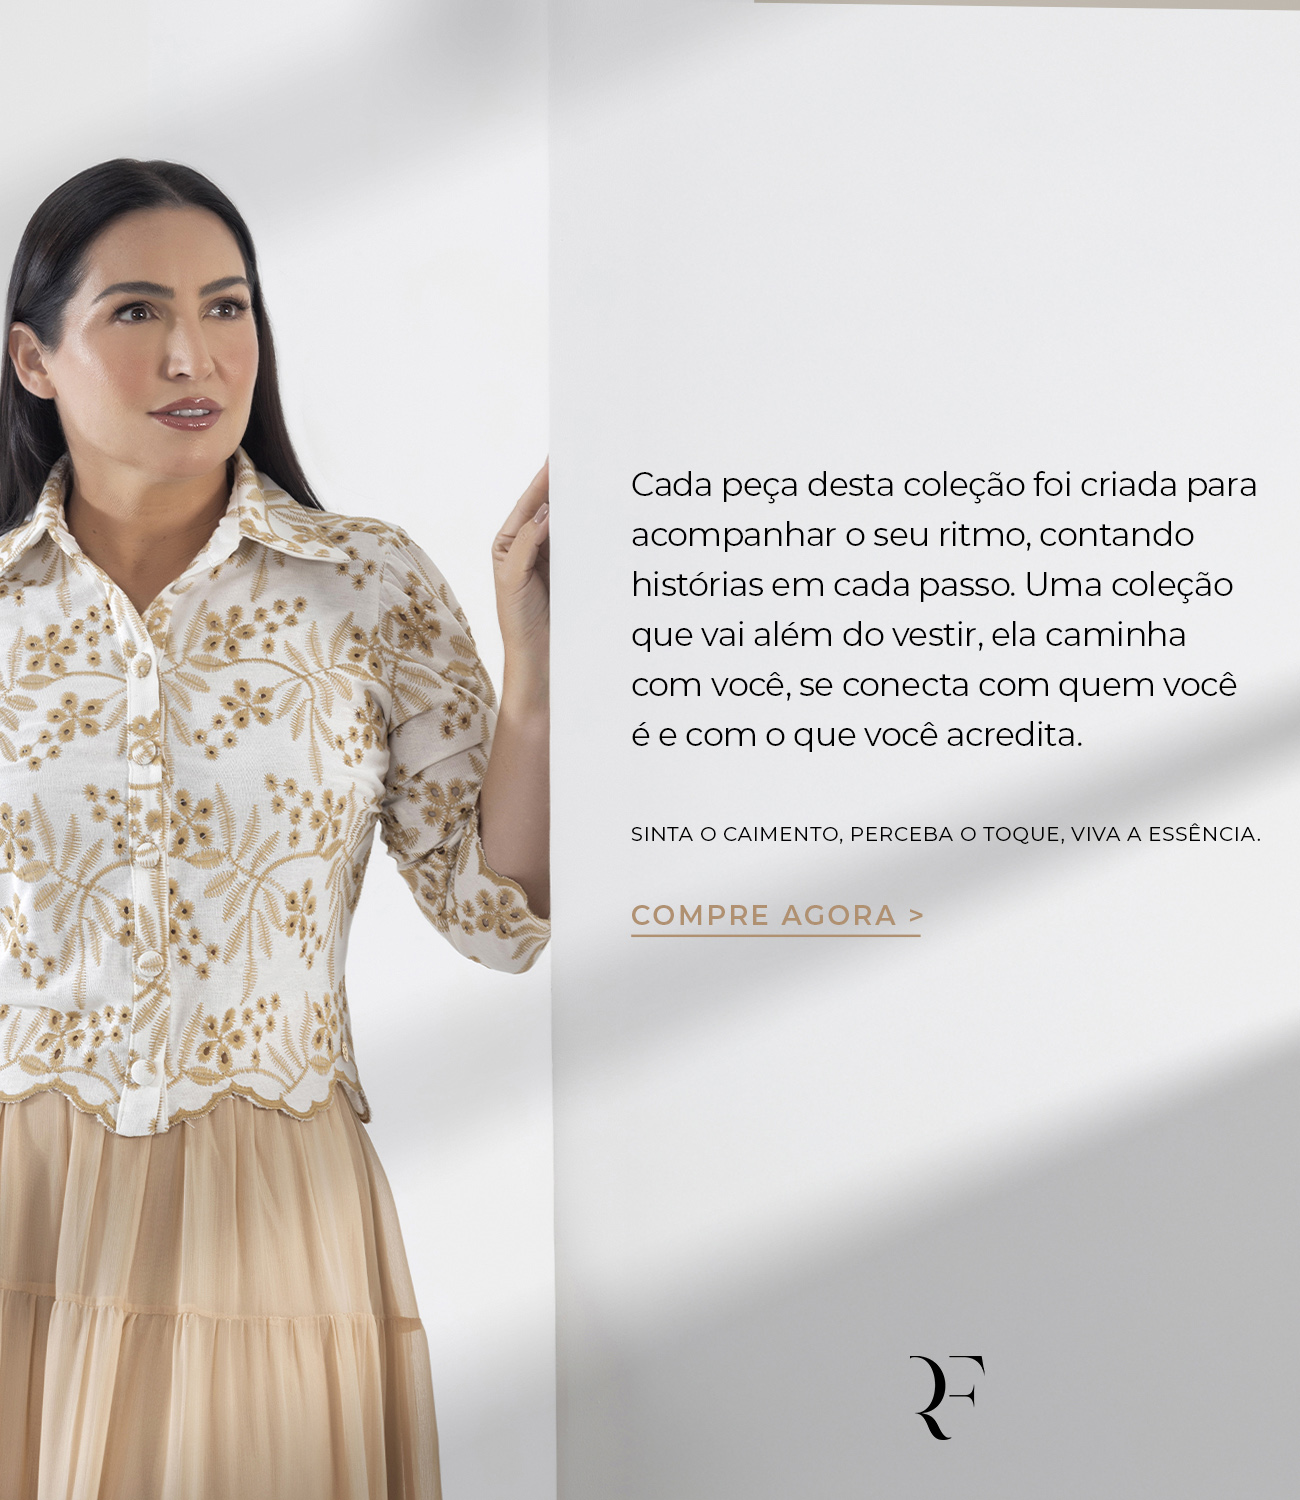 Cada peça desta coleção foi criada para
acompanhar o seu ritmo, contando
histórias em cada passo. Uma coleção
que vai além do vestir, ela caminha
com você, se conecta com quem você
é e com o que você acredita.
SINTA O CAIMENTO, PERCEBA O TOQUE, VIVA A ESSÊNCIA.
COMPRE AGORA >
RF